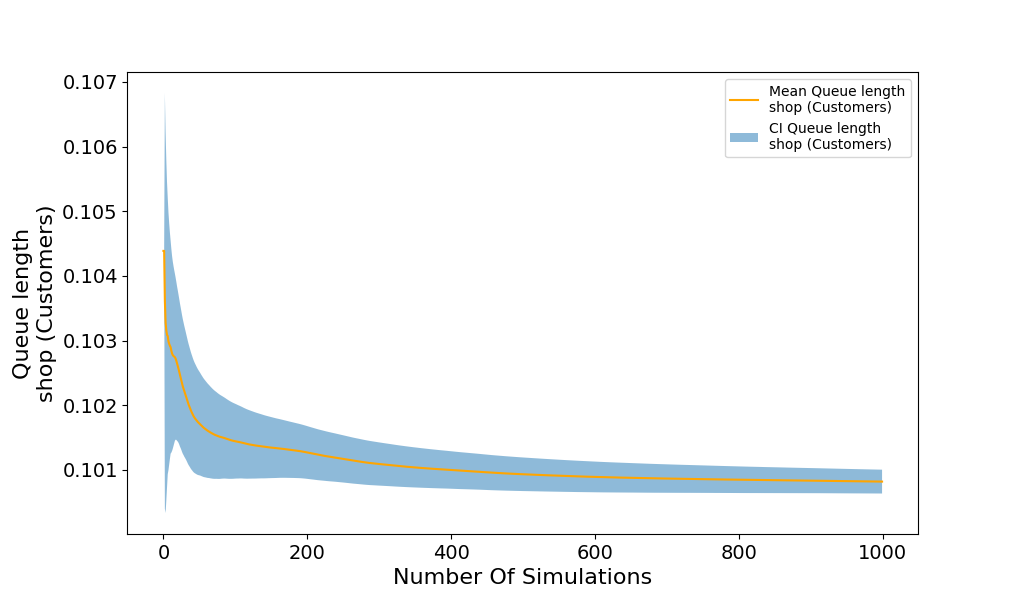 0.107
0.106
0.105
0.104
0.103
0.102
0.101
Queue length
shop (Customers)
Mean Queue length
shop (Customers)
CI Queue length
shop (Customers)
0 200 400 600 800 1000
Number Of Simulations